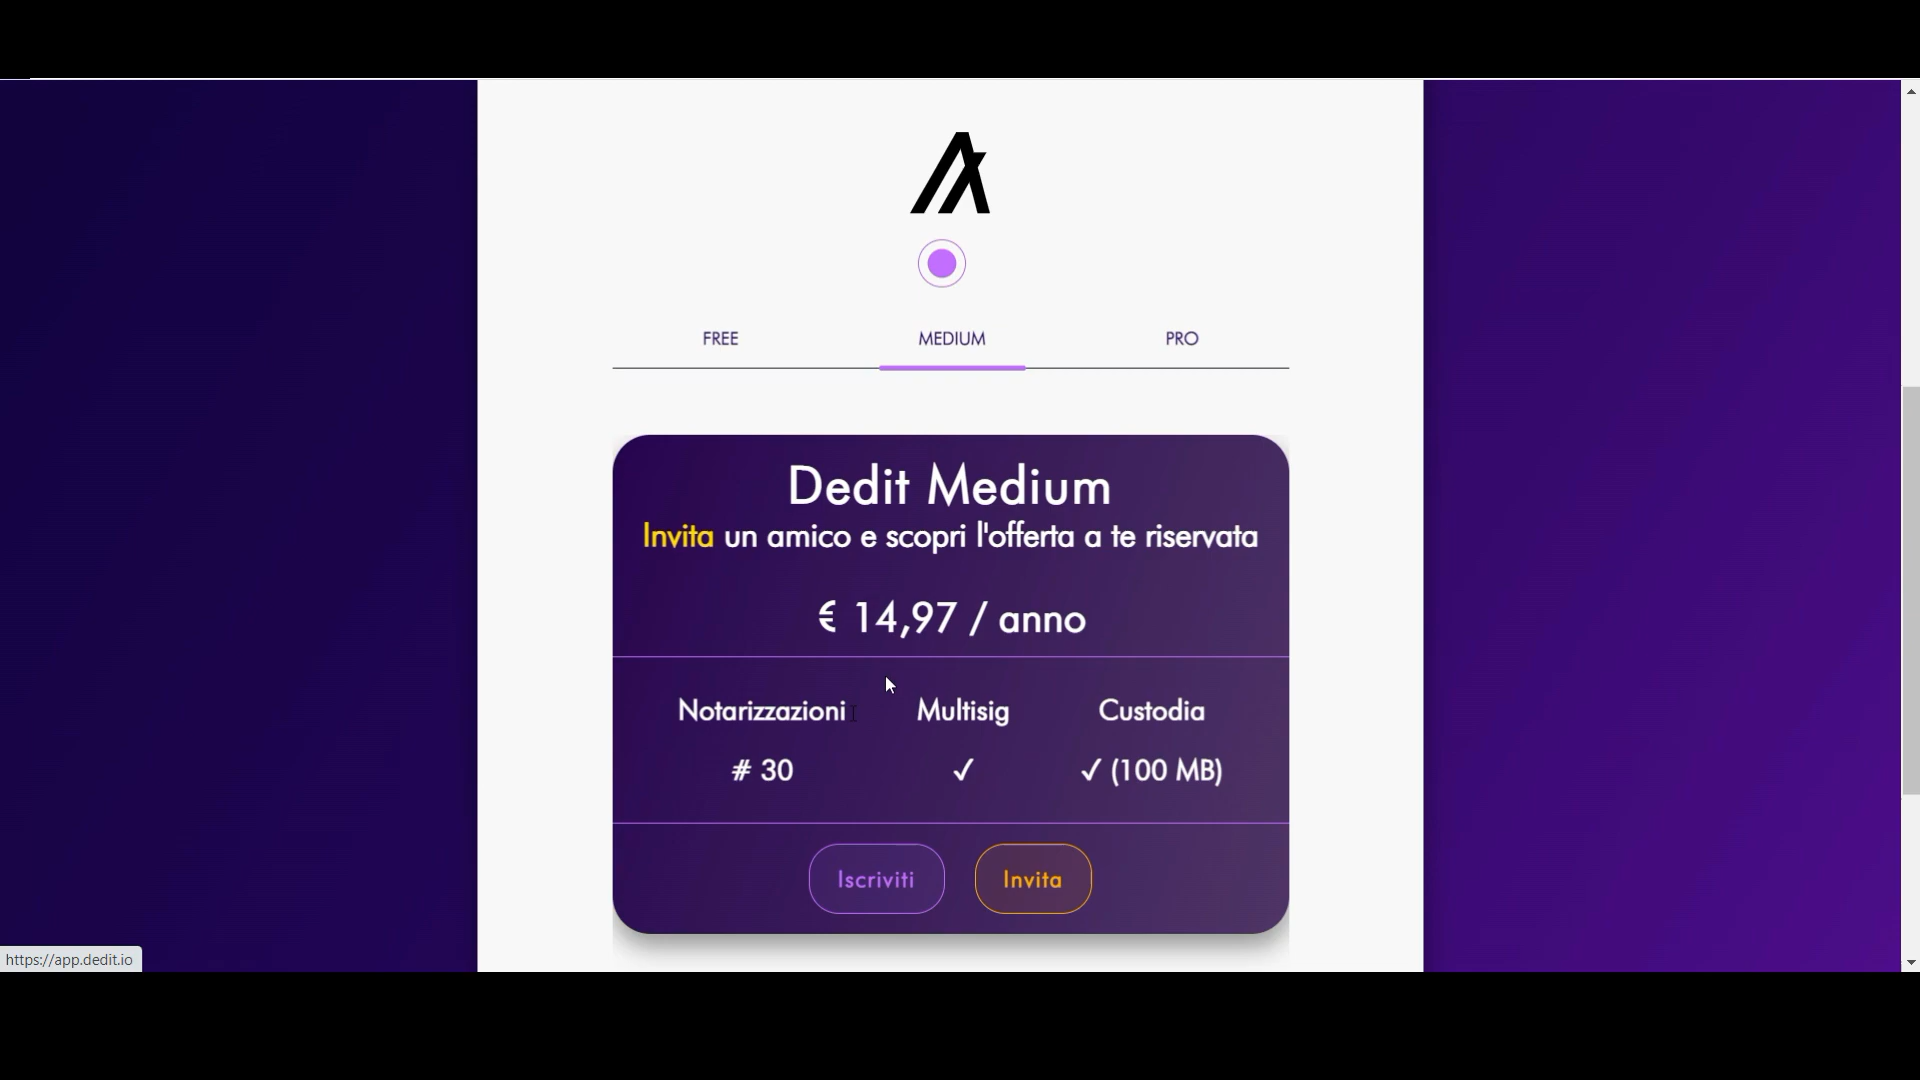 FREE MEDIUM PRO
Dedit Medium
Invita un amico e scopri l'offerta a te riservata
€ 14,97 / anno
Notarizzazioni Multisig Custodia
# 30 ✓ ✓ (100 MB)
Iscriviti Invita
https://app.dedit.io